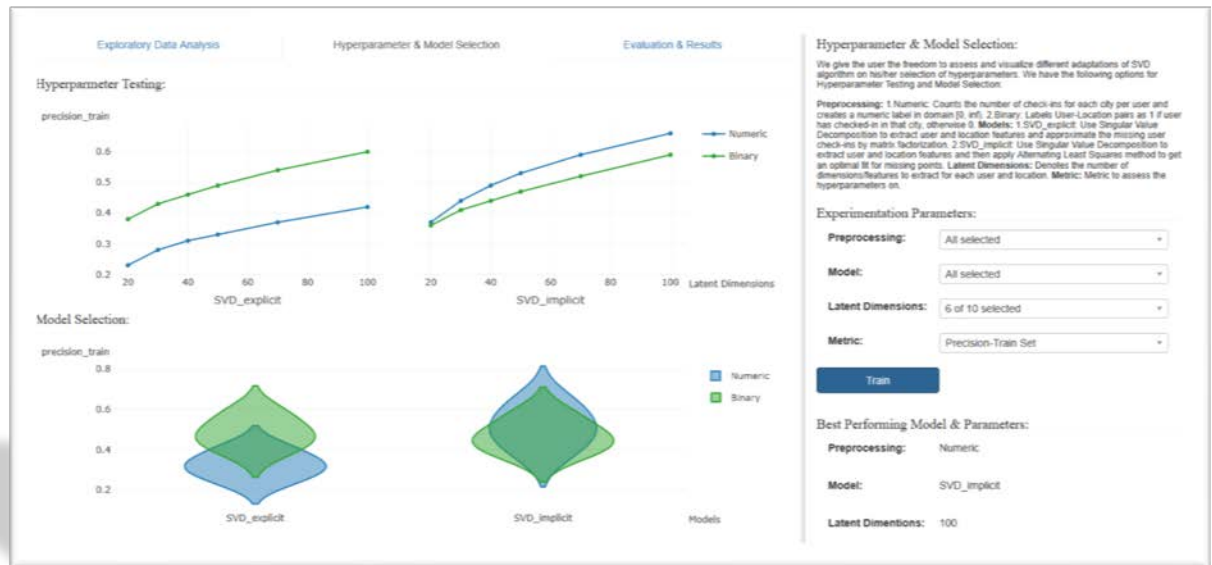 Exploratory Data Analysis
Hyperparameter & Model Selection
Evaluation & Results
Hyperparmeter Testing:
precision_train
0.6
0.5
0.4
0.3
0.2
20 40 60 80 100
SVD_explicit
20 40 60 80 100
SVD_implicit
Latent Dimensions
Numeric
Binary
Model Selection:
precision_train
0.8
0.6
0.4
0.2
SVD_explicit
SVD_implicit
Models
Numeric
Binary
Hyperparameter & Model Selection:
We give the user the freedom to assess and visualize different adaptations of SVD
algorithm on his/her selection of hyperparameters. We have the following options for
Hyperparameter Testing and Model Selection:
Preprocessing: 1.Numeric: Counts the number of check-ins for each city per user and
creates a numeric label in domain [0, inf). 2.Binary: Labels User-Location pairs as 1 if user
has checked-in in that city, otherwise 0. Models: 1.SVD_explicit: Use Singular Value
Decomposition to extract user and location features and approximate the missing user
check-ins by matrix factorization. 2.SVD_implicit: Use Singular Value Decomposition to
extract user and location features and then apply Alternating Least Squares method to get
an optimal fit for missing points. Latent Dimensions: Denotes the number of
dimensions/features to extract for each user and location. Metric: Metric to assess the
hyperparameters on.
Experimentation Parameters:
Preprocessing: All selected
Model: All selected
Latent Dimensions: 6 of 10 selected
Metric: Precision-Train Set
Train
Best Performing Model & Parameters:
Preprocessing: Numeric
Model: SVD_implicit
Latent Dimentions: 100